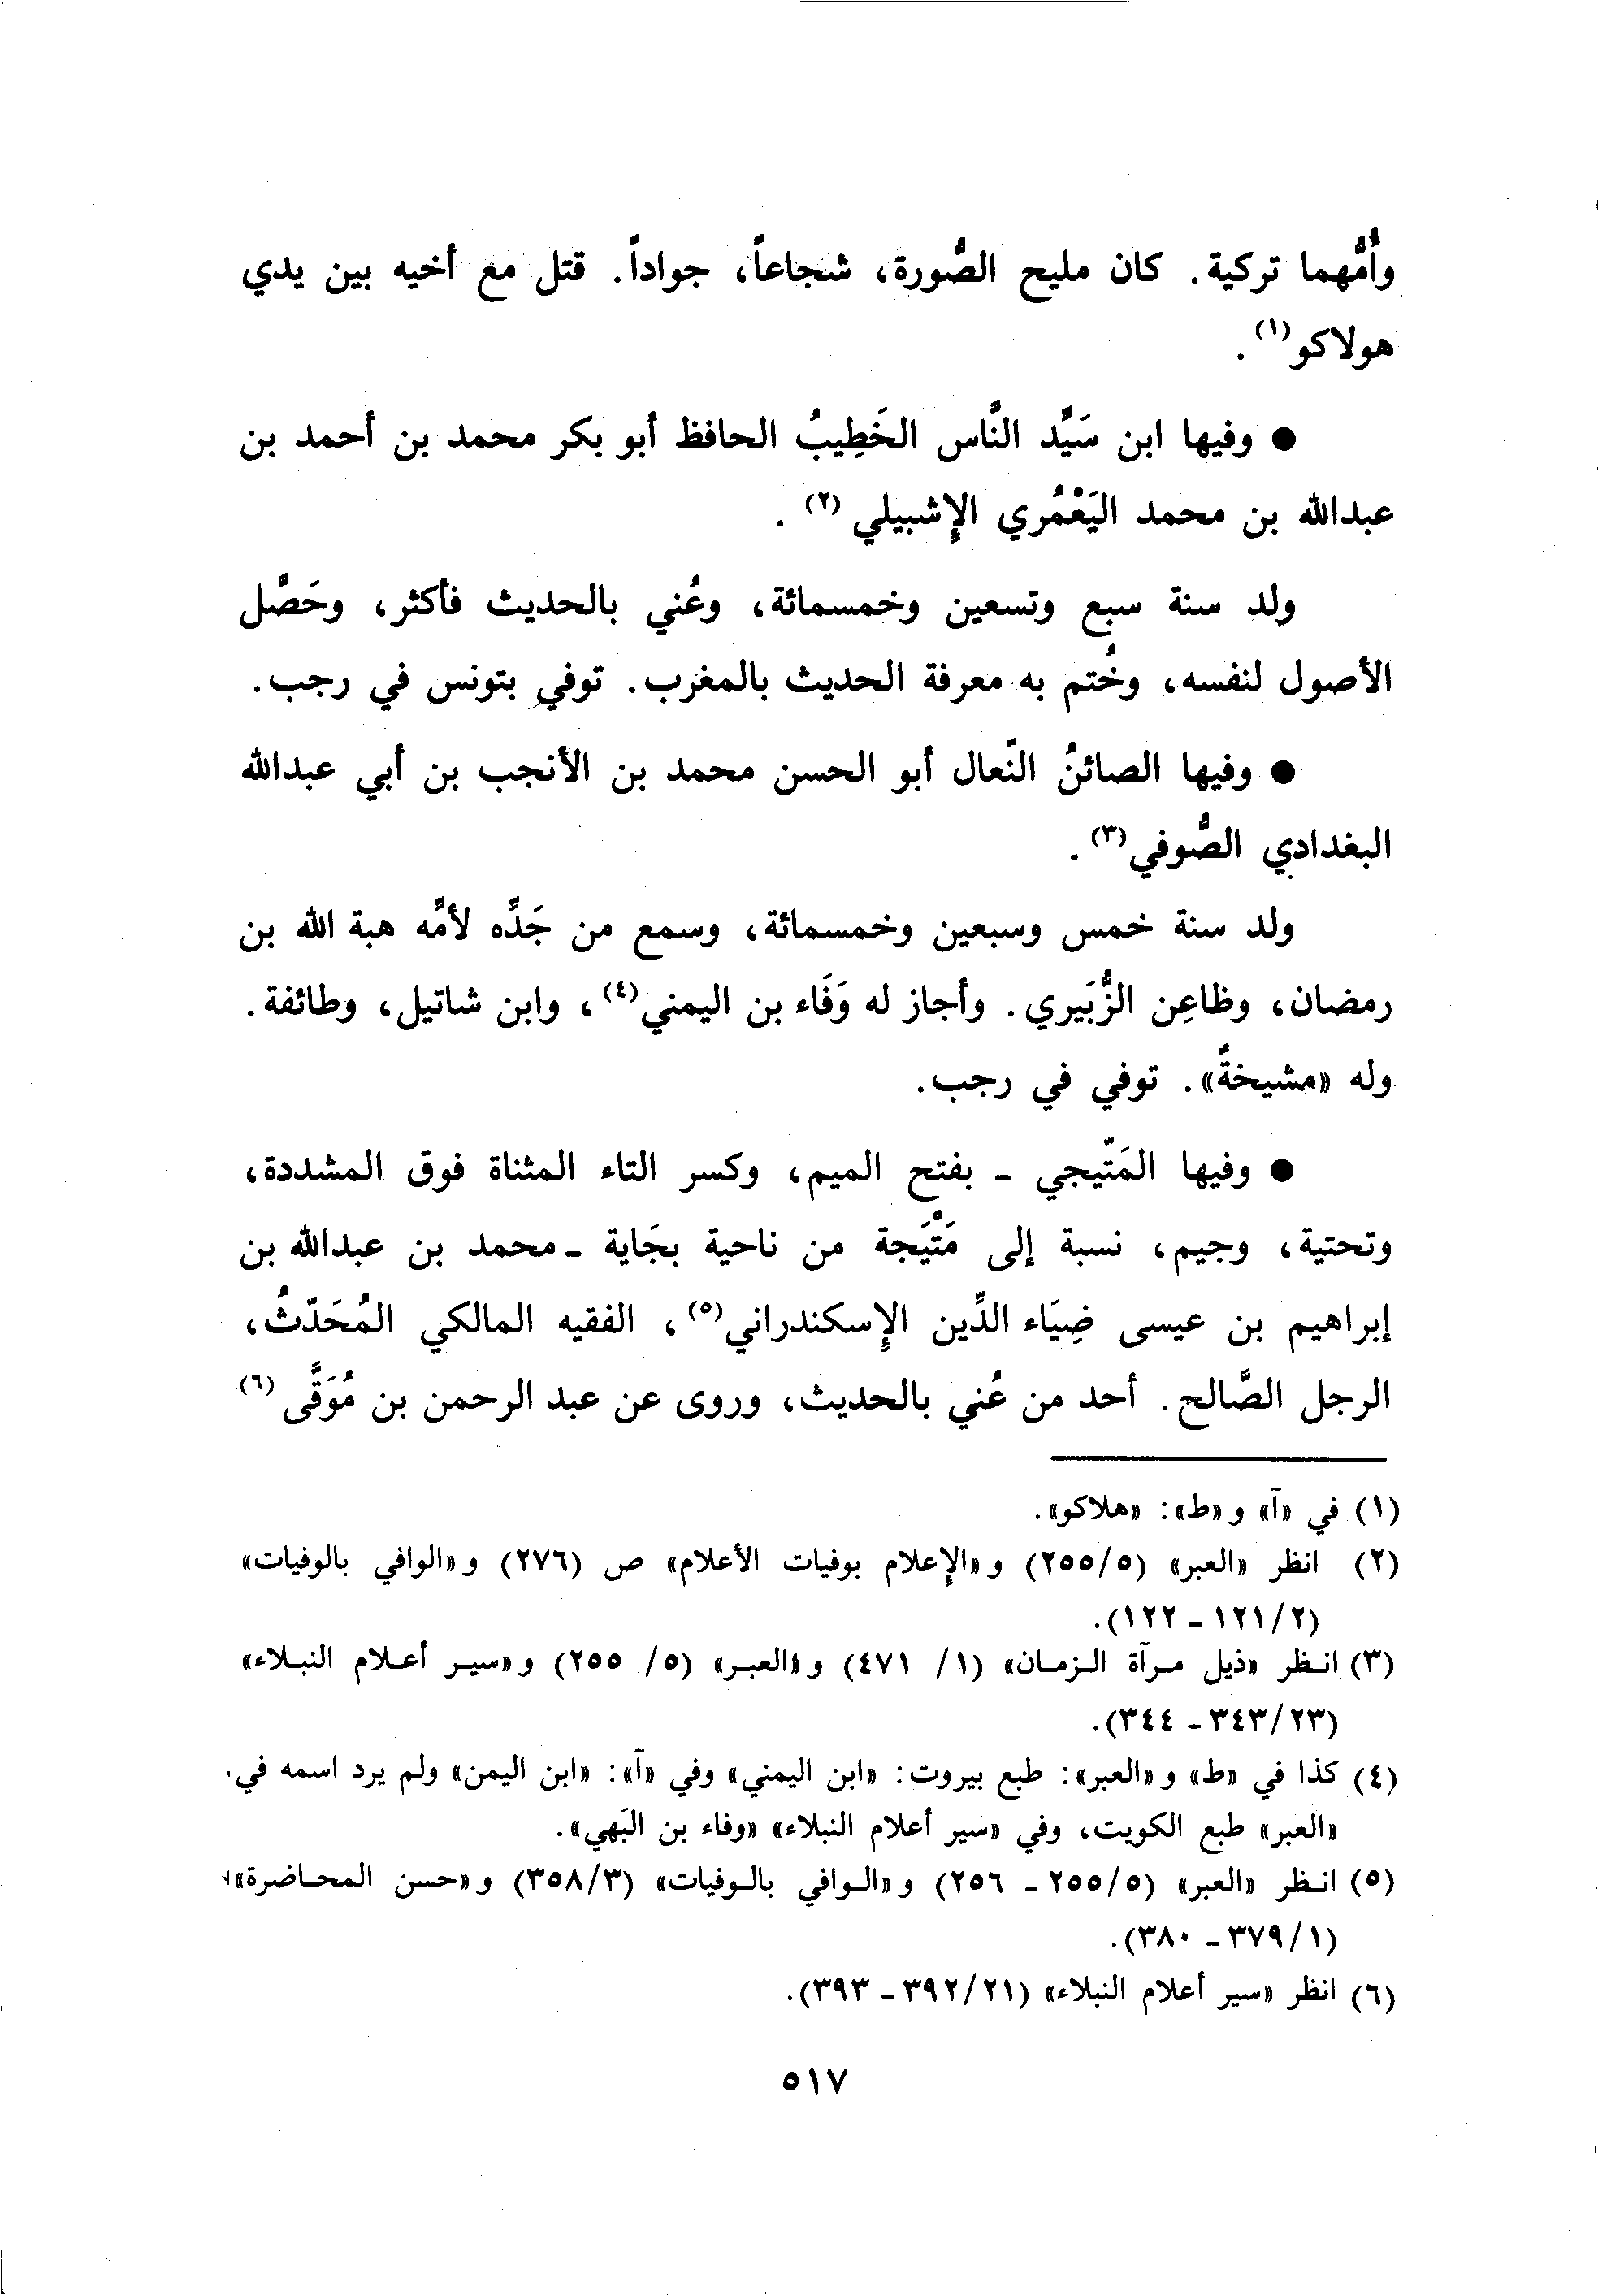 وأُمُّهما تركية. كان مليح الصُّورة، شجاعاً، جواداً. قتل مع أخيه بين يدي
هولاكو(١).
● وفيها ابن سَيِّد النَّاس الخَطِيبُ الحافظ أبو بكر محمد بن أحمد بن
عبدالله بن محمد اليَعْمُري الإِشبيلي (٢).
ولد سنة سبع وتسعين وخمسمائة، وعُني بالحديث فأكثر، وحَصَّل
الأصول لنفسه، وخُتم به معرفة الحديث بالمغرب. توفي بتونس في رجب.
● وفيها الصائنُ النّعال أبو الحسن محمد بن الأنجب بن أبي عبدالله
البغدادي الصُّوفي(٣).
ولد سنة خمس وسبعين وخمسمائة، وسمع من جَدِّه لأمِّه هبة الله بن
رمضان، وظاعِن الزُّبَيري. وأجاز له وَفَاء بن اليمني(٤)، وابن شاتيل، وطائفة.
وله «مشيخةٌ». توفي في رجب.
● وفيها المَتّيجي - بفتح الميم، وكسر التاء المثناة فوق المشددة،
وتحتية، وجيم، نسبة إلى مَتْيَجة من ناحية بجَاية - محمد بن عبدالله بن
إبراهيم بن عيسى ضِيَاء الدِّين الإِسكندراني(٥)، الفقيه المالكي المُحَدّثُ،
الرجل الصَّالح. أحد من عُني بالحديث، وروى عن عبد الرحمن بن مُوَقَّى (٦)
(١) في «آ» و «ط»: «هلاكو».
(٢) انظر «العبر» (٢٥٥/٥) و «الإِعلام بوفيات الأعلام» ص (٢٧٦) و «الوافي بالوفيات»
(١٢١/٢ - ١٢٢).
(٣) انظر «ذيل مرآة الزمان» (١/ ٤٧١) و «العبر» (٥/ ٢٥٥) و «سير أعلام النبلاء»
(٣٤٣/٢٣ - ٣٤٤).
(٤) كذا في «ط» و «العبر»: طبع بيروت: «ابن اليمني» وفي «آ»: «ابن اليمن» ولم يرد اسمه في
«العبر» طبع الكويت، وفي «سير أعلام النبلاء» «وفاء بن البَهي».
(٥) انظر «العبر» (٢٥٥/٥ - ٢٥٦) و «الوافي بالوفيات» (٣٥٨/٣) و «حسن المحاضرة»
(٣٧٩/١ - ٣٨٠).
(٦) انظر «سير أعلام النبلاء» (٣٩٢/٢١ - ٣٩٣).
٥١٧